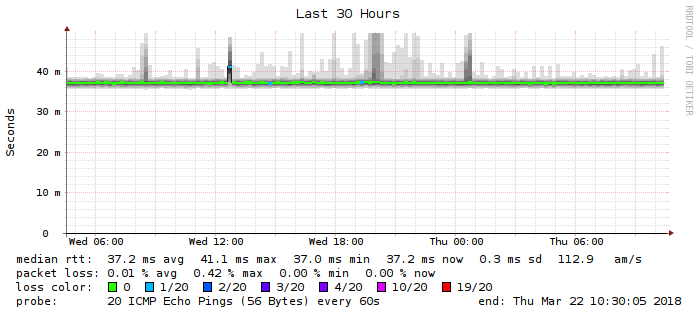 Last 30 Hours
RRDTOOL / TOBI OETIKER
Seconds
40 m
30 m
20 m
10 m
0
Wed 06:00 Wed 12:00 Wed 18:00 Thu 00:00 Thu 06:00
median rtt: 37.2 ms avg 41.1 ms max 37.0 ms min 37.2 ms now 0.3 ms sd 112.9 am/s
packet loss: 0.01 % avg 0.42 % max 0.00 % min 0.00 % now
loss color: 0 1/20 2/20 3/20 4/20 10/20 19/20
probe: 20 ICMP Echo Pings (56 Bytes) every 60s end: Thu Mar 22 10:30:05 2018